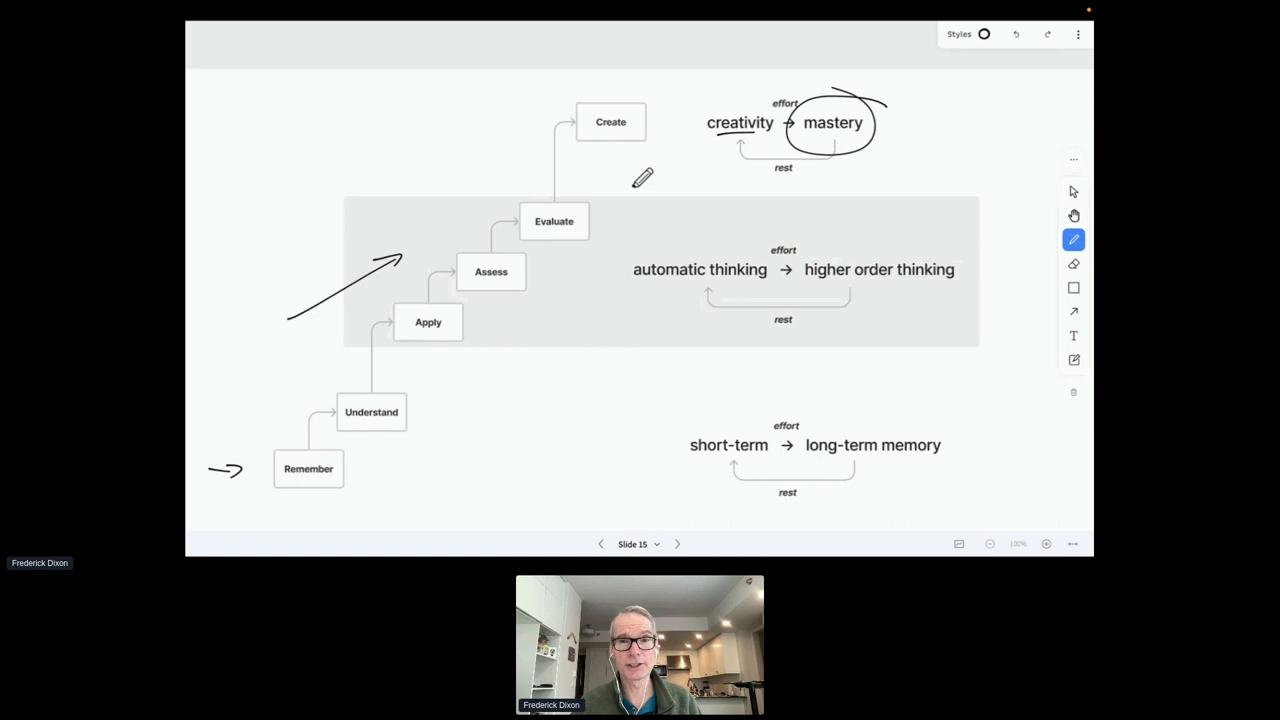 Styles
Create
effort
creativity → mastery
rest
Evaluate
Assess
Apply
effort
automatic thinking → higher order thinking
rest
Understand
Remember
effort
short-term → long-term memory
rest
T
Slide 15
100%
Frederick Dixon
Frederick Dixon